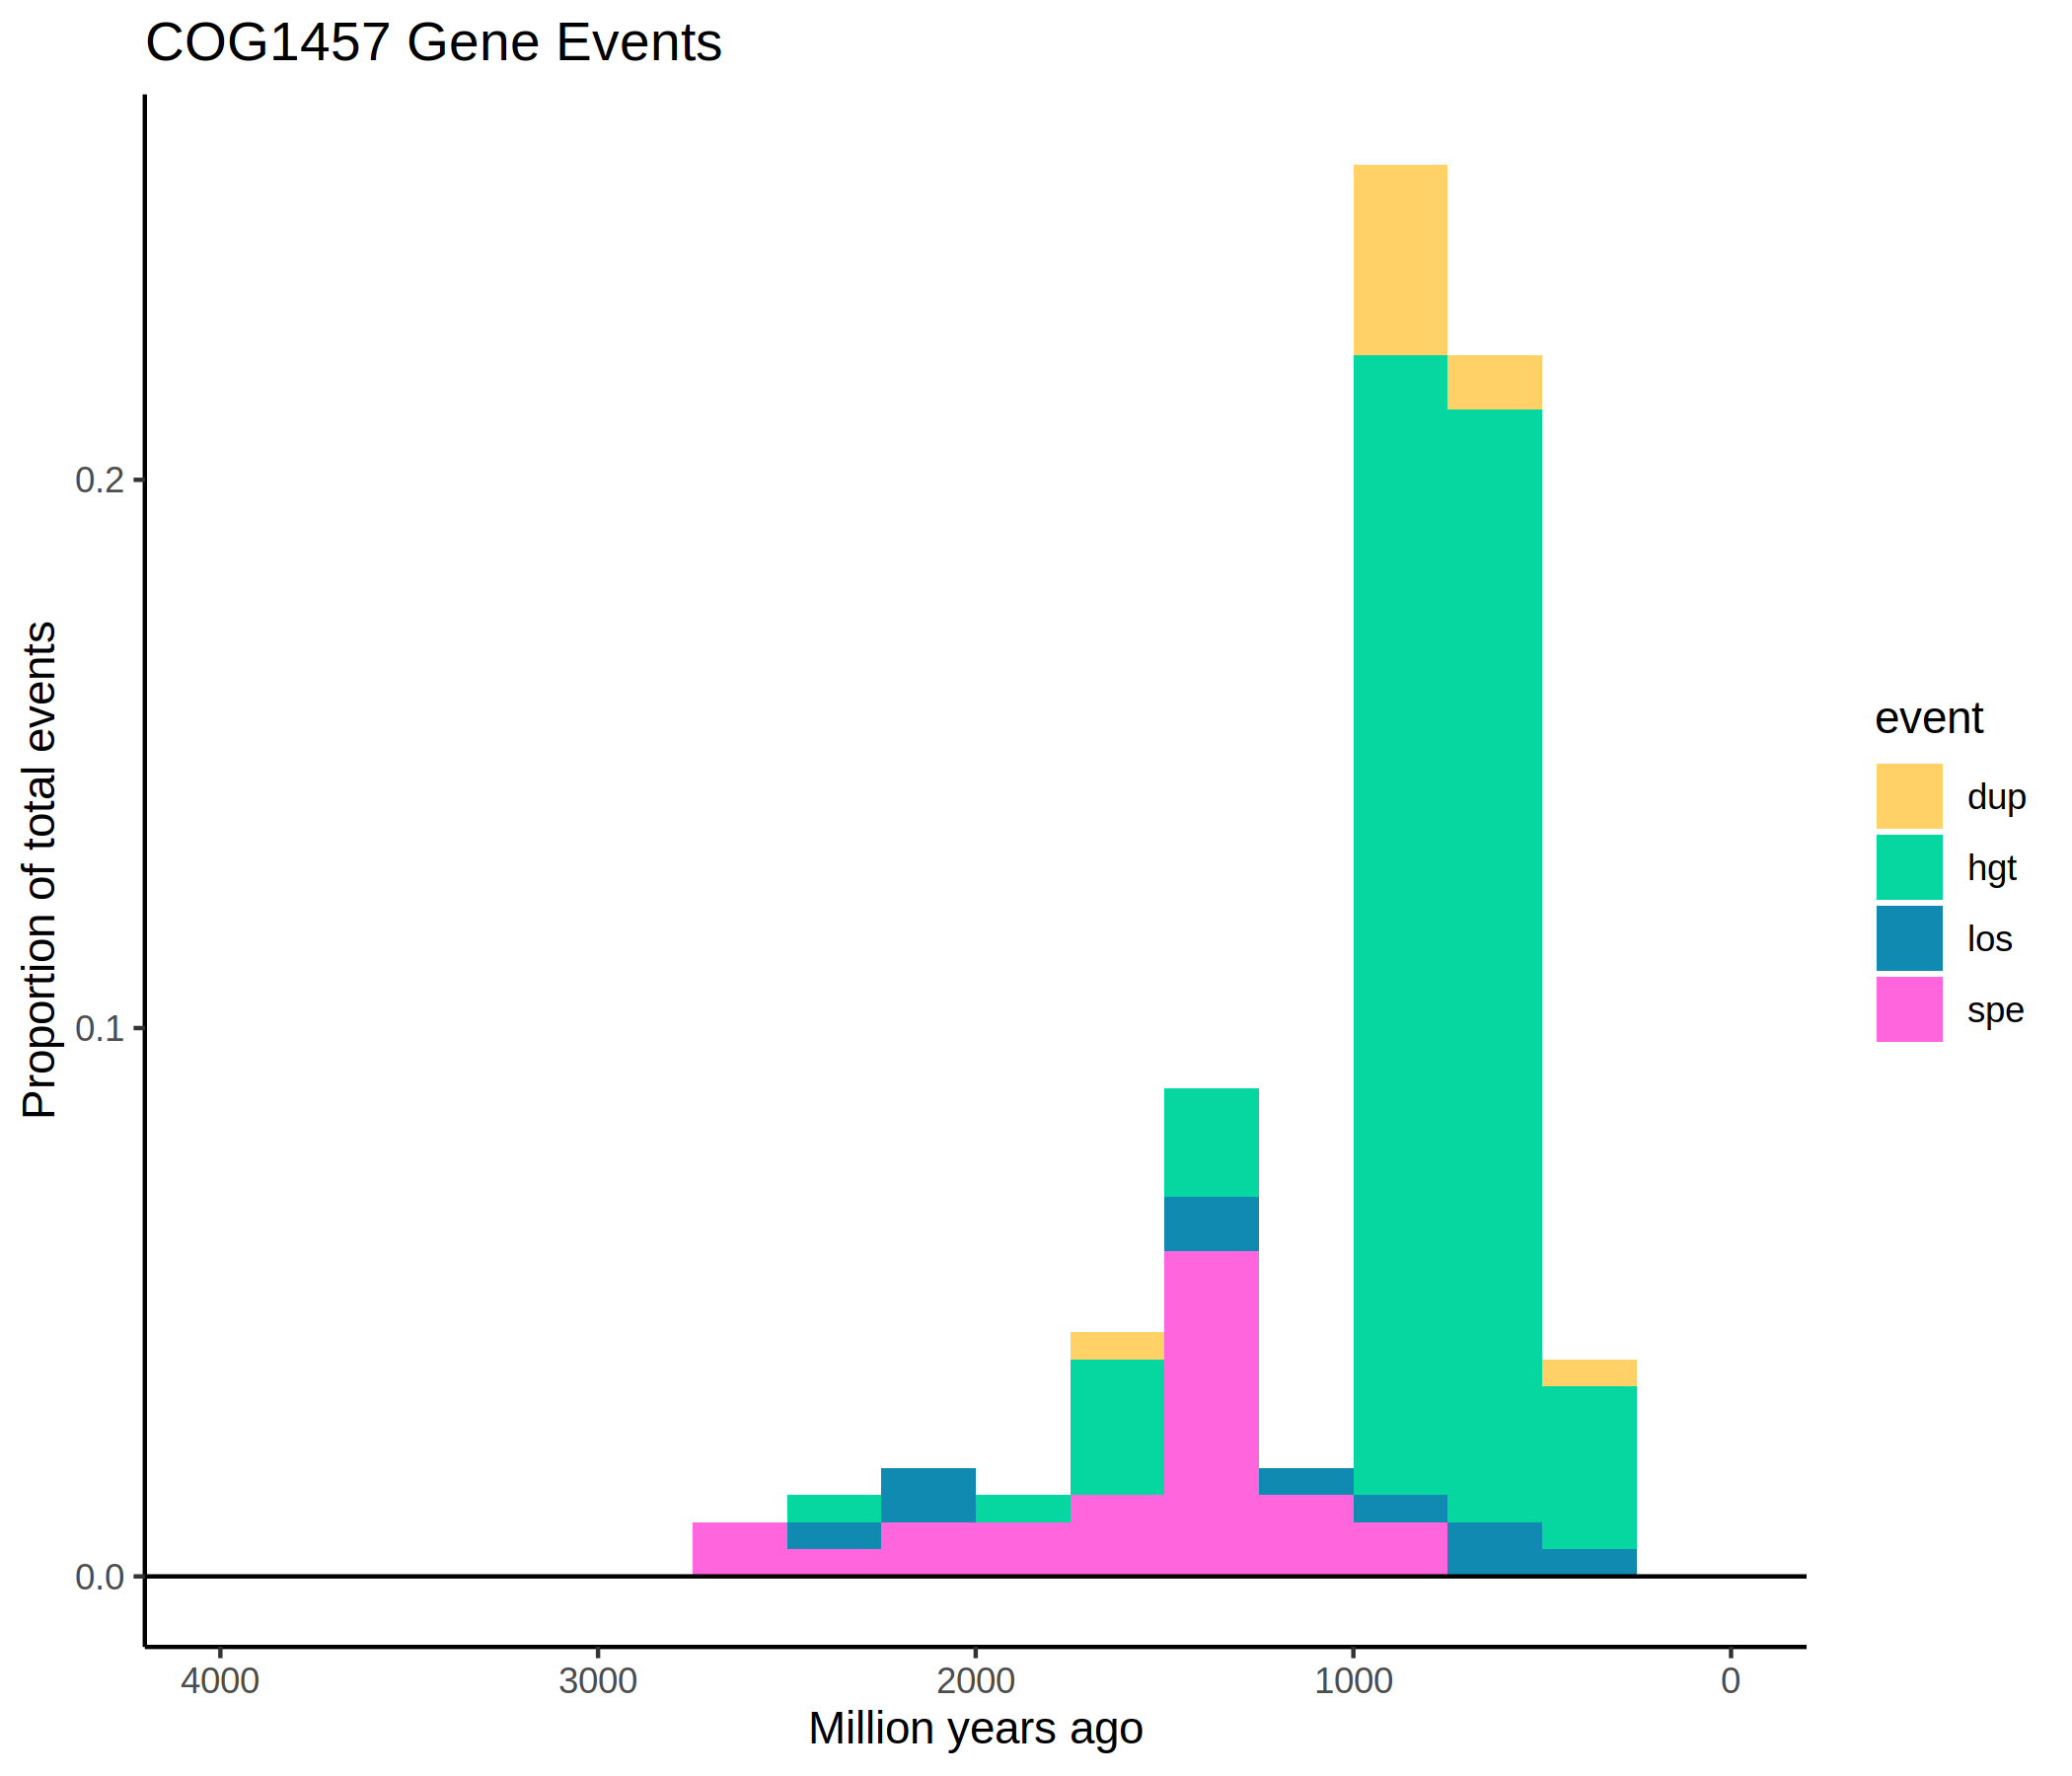 COG1457 Gene Events
Proportion of total events
0.2
0.1
0.0
4000 3000 2000 1000 0
Million years ago
event
dup
hgt
los
spe